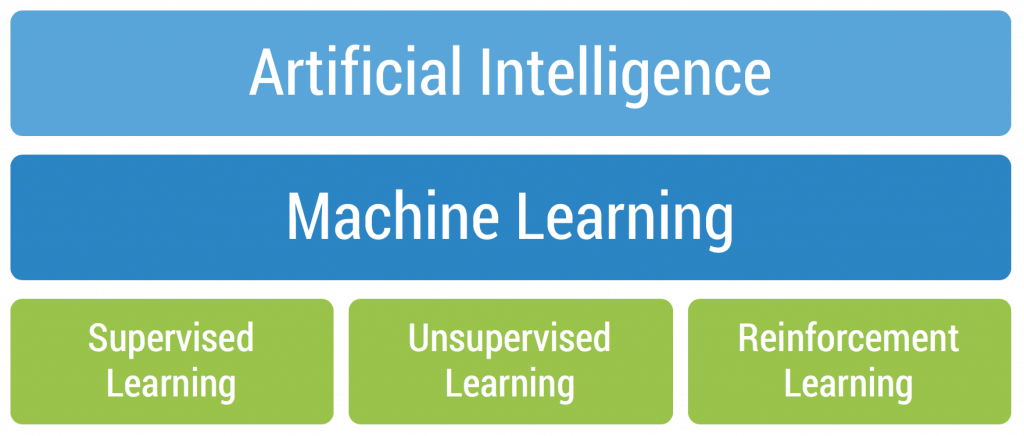 Artificial Intelligence
Machine Learning
Supervised
Learning
Unsupervised
Learning
Reinforcement
Learning